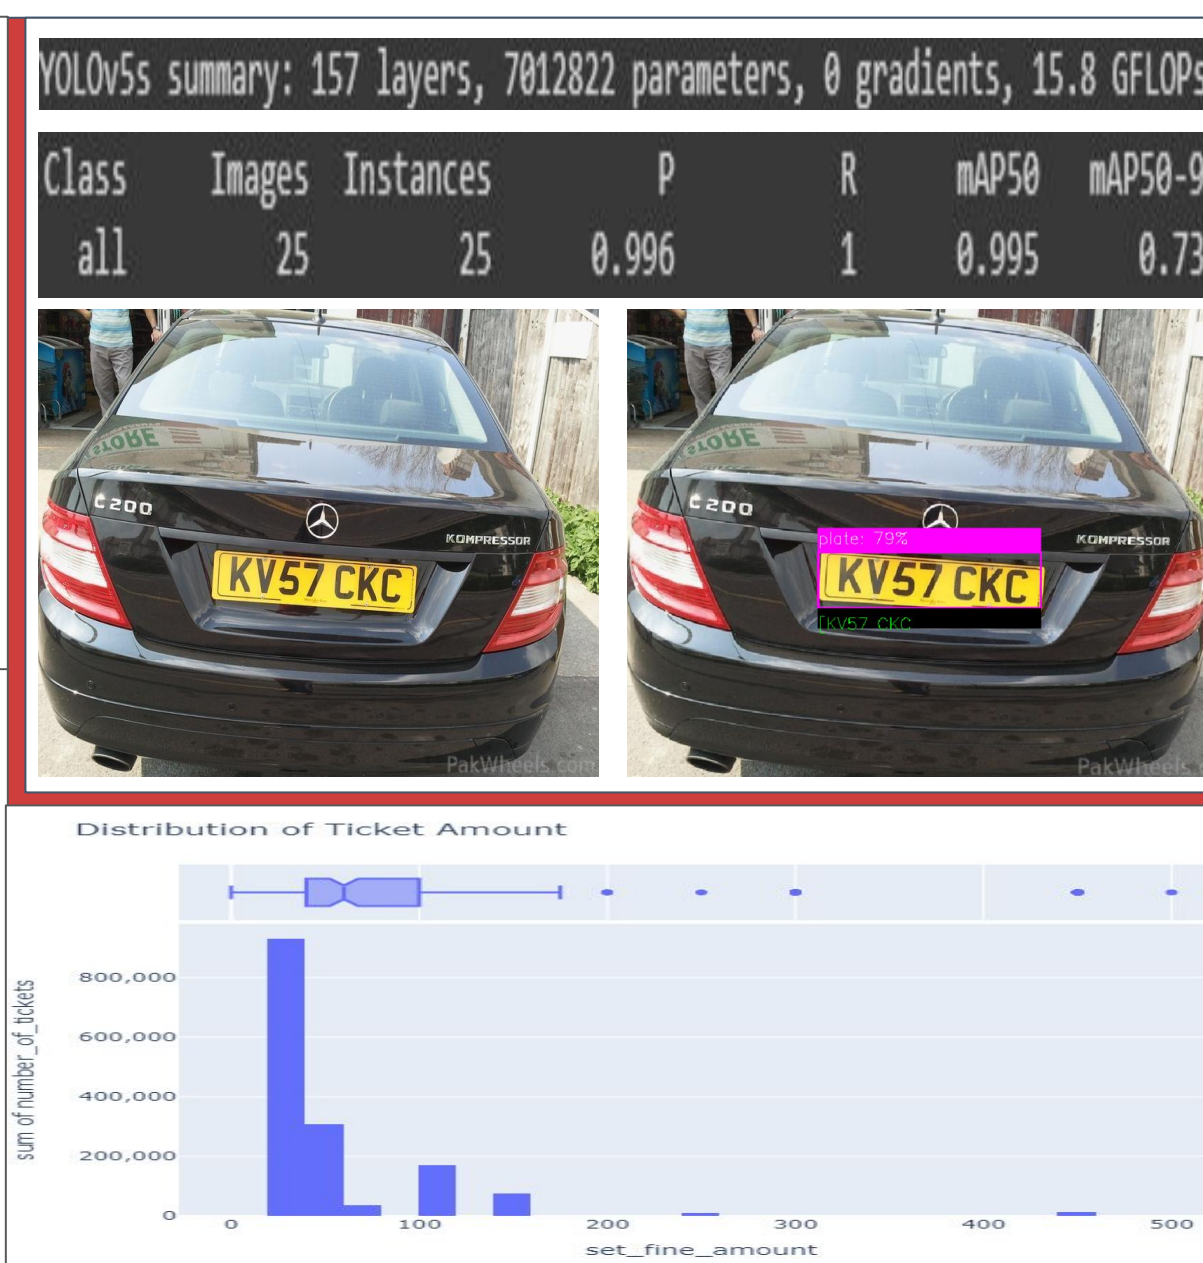 YOLOv5s summary: 157 layers, 7012822 parameters, 0 gradients, 15.8 GFLOPs
Class Images Instances P R mAP50 mAP50-9
all 25 25 0.996 1 0.995 0.73
STORE
C 200
KOMPRESSOR
KV57 CKC
PakWheels.com
STORE
C 200
KOMPRESSOR
plate: 79%
KV57 CKC
[KV57 CKC
PakWheels.c
Distribution of Ticket Amount
sum of number_of_tickets
800,000
600,000
400,000
200,000
0
0 100 200 300 400 500
set_fine_amount